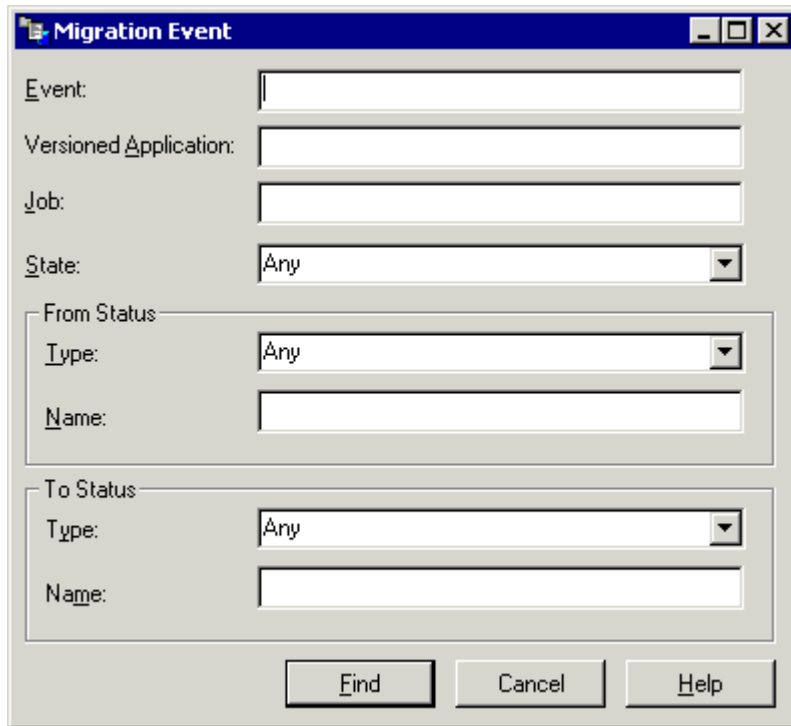 Migration Event
Event:
Versioned Application:
Job:
State: Any
From Status
Type: Any
Name:
To Status
Type: Any
Name:
Find Cancel Help